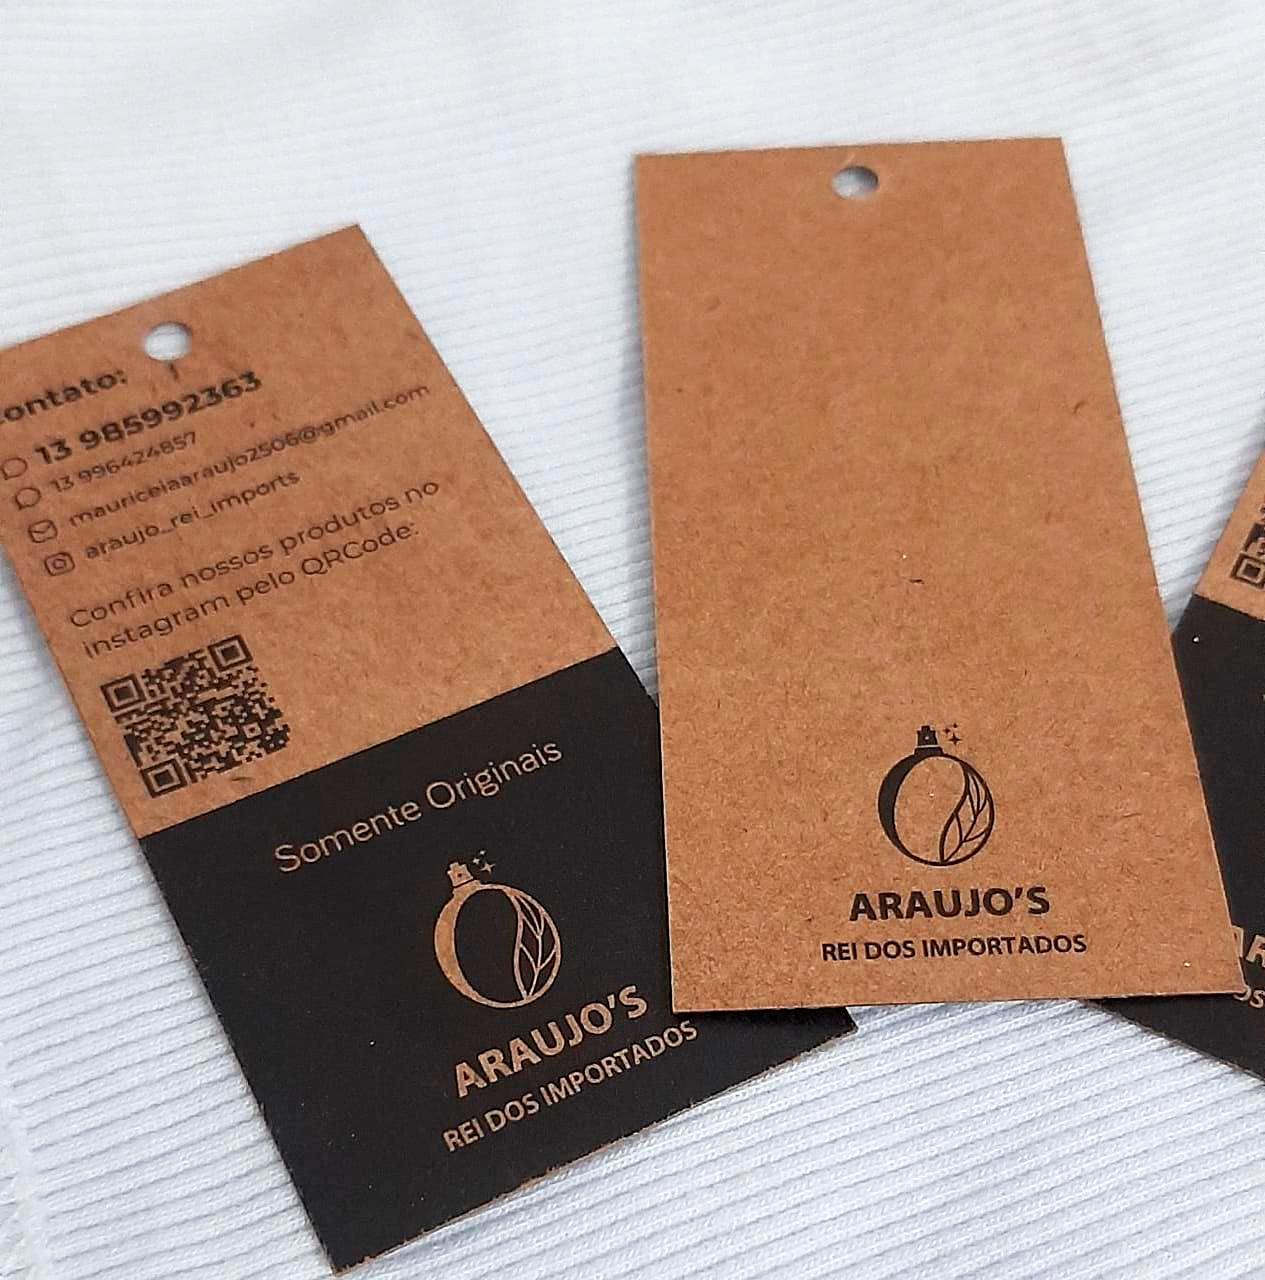 contato:
13 985992363
13 996424857
mauriceiaaraujo2506@gmail.com
araujo_rei_imports
Confira nossos produtos no
instagram pelo QRCode:
Somente Originais
ARAUJO'S
REI DOS IMPORTADOS
ARAUJO'S
REI DOS IMPORTADOS